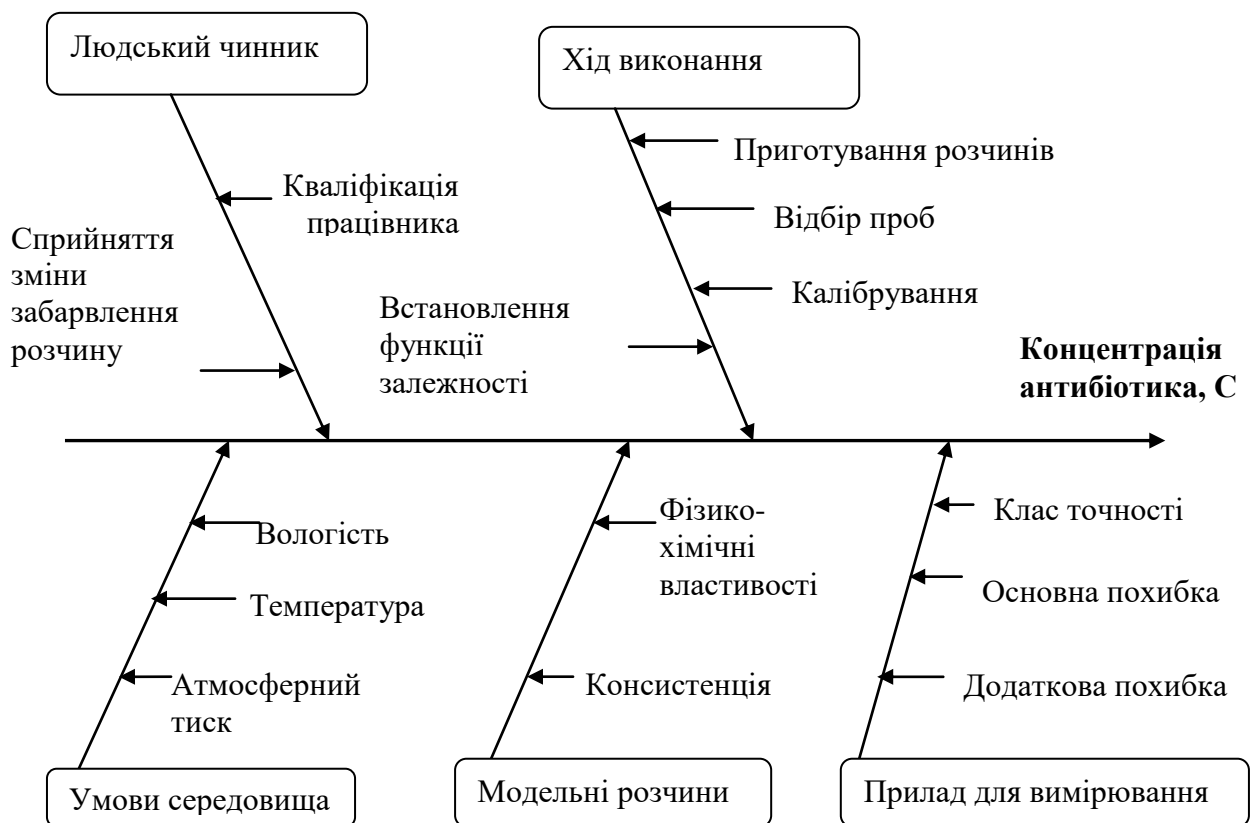 Людський чинник
Хід виконання
Приготування розчинів
Кваліфікація
працівника
Відбір проб
Сприйняття
зміни
забарвлення
розчину
Калібрування
Встановлення
функції
залежності
Концентрація
антибіотика, С
Вологість
Фізико-
хімічні
властивості
Клас точності
Температура
Основна похибка
Атмосферний
тиск
Консистенція
Додаткова похибка
Умови середовища
Модельні розчини
Прилад для вимірювання